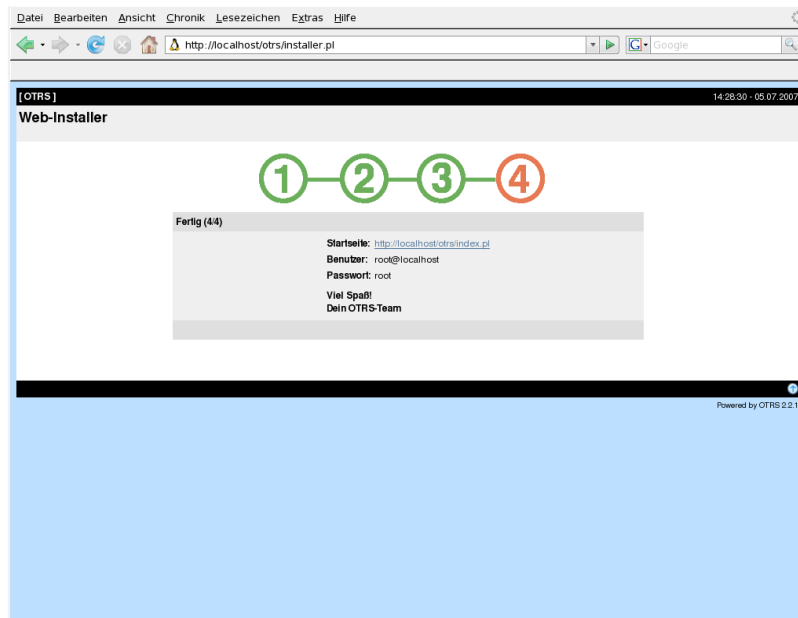 Datei Bearbeiten Ansicht Chronik Lesezeichen Extras Hilfe
http://localhost/otrs/installer.pl
G Google
[ OTRS ] 14:28:30 - 05.07.2007
Web-Installer
1 2 3 4
Fertig (4/4)
Startseite: http://localhost/otrs/index.pl
Benutzer: root@localhost
Passwort: root
Viel Spaß!
Dein OTRS-Team
Powered by OTRS 2.2.1